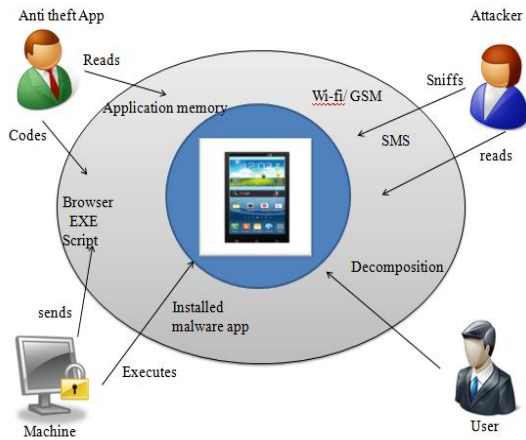 Anti theft App
Attacker
Reads
Wi-fi/ GSM
Sniffs
Application memory
Codes
SMS
reads
Browser
EXE
Script
Decomposition
sends
Installed
malware app
Executes
Machine
User